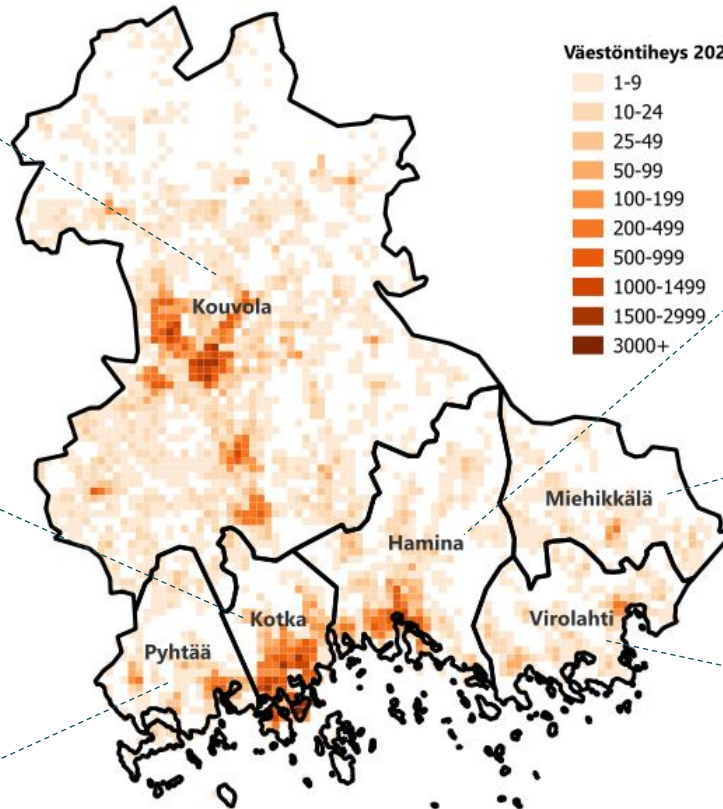 Väestöntiheys 202
1-9
10-24
25-49
50-99
100-199
200-499
500-999
1000-1499
1500-2999
3000+
Kouvola
Miehikkälä
Hamina
Kotka
Virolahti
Pyhtää